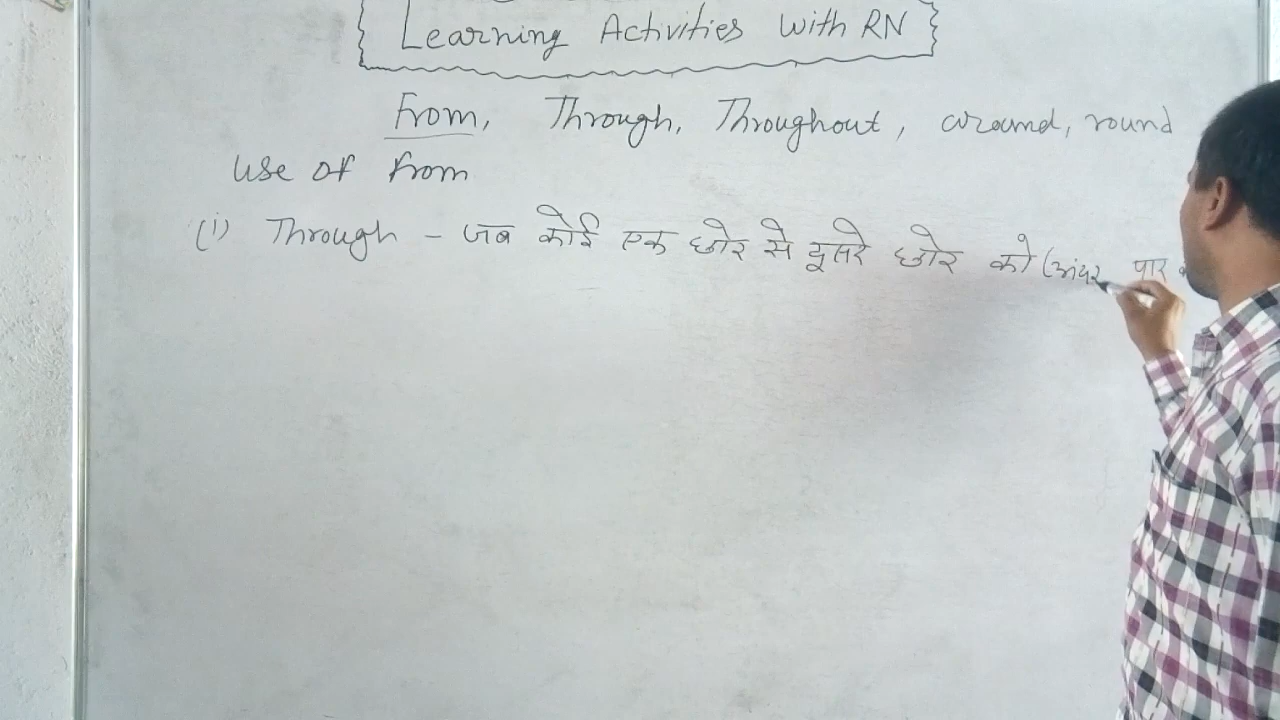 Learning Activities With RN
From, Through, Throughout, around, round
Use of From
(i) Through - जब कोई एक छोर से दूसरे छोर को (अंदर पार